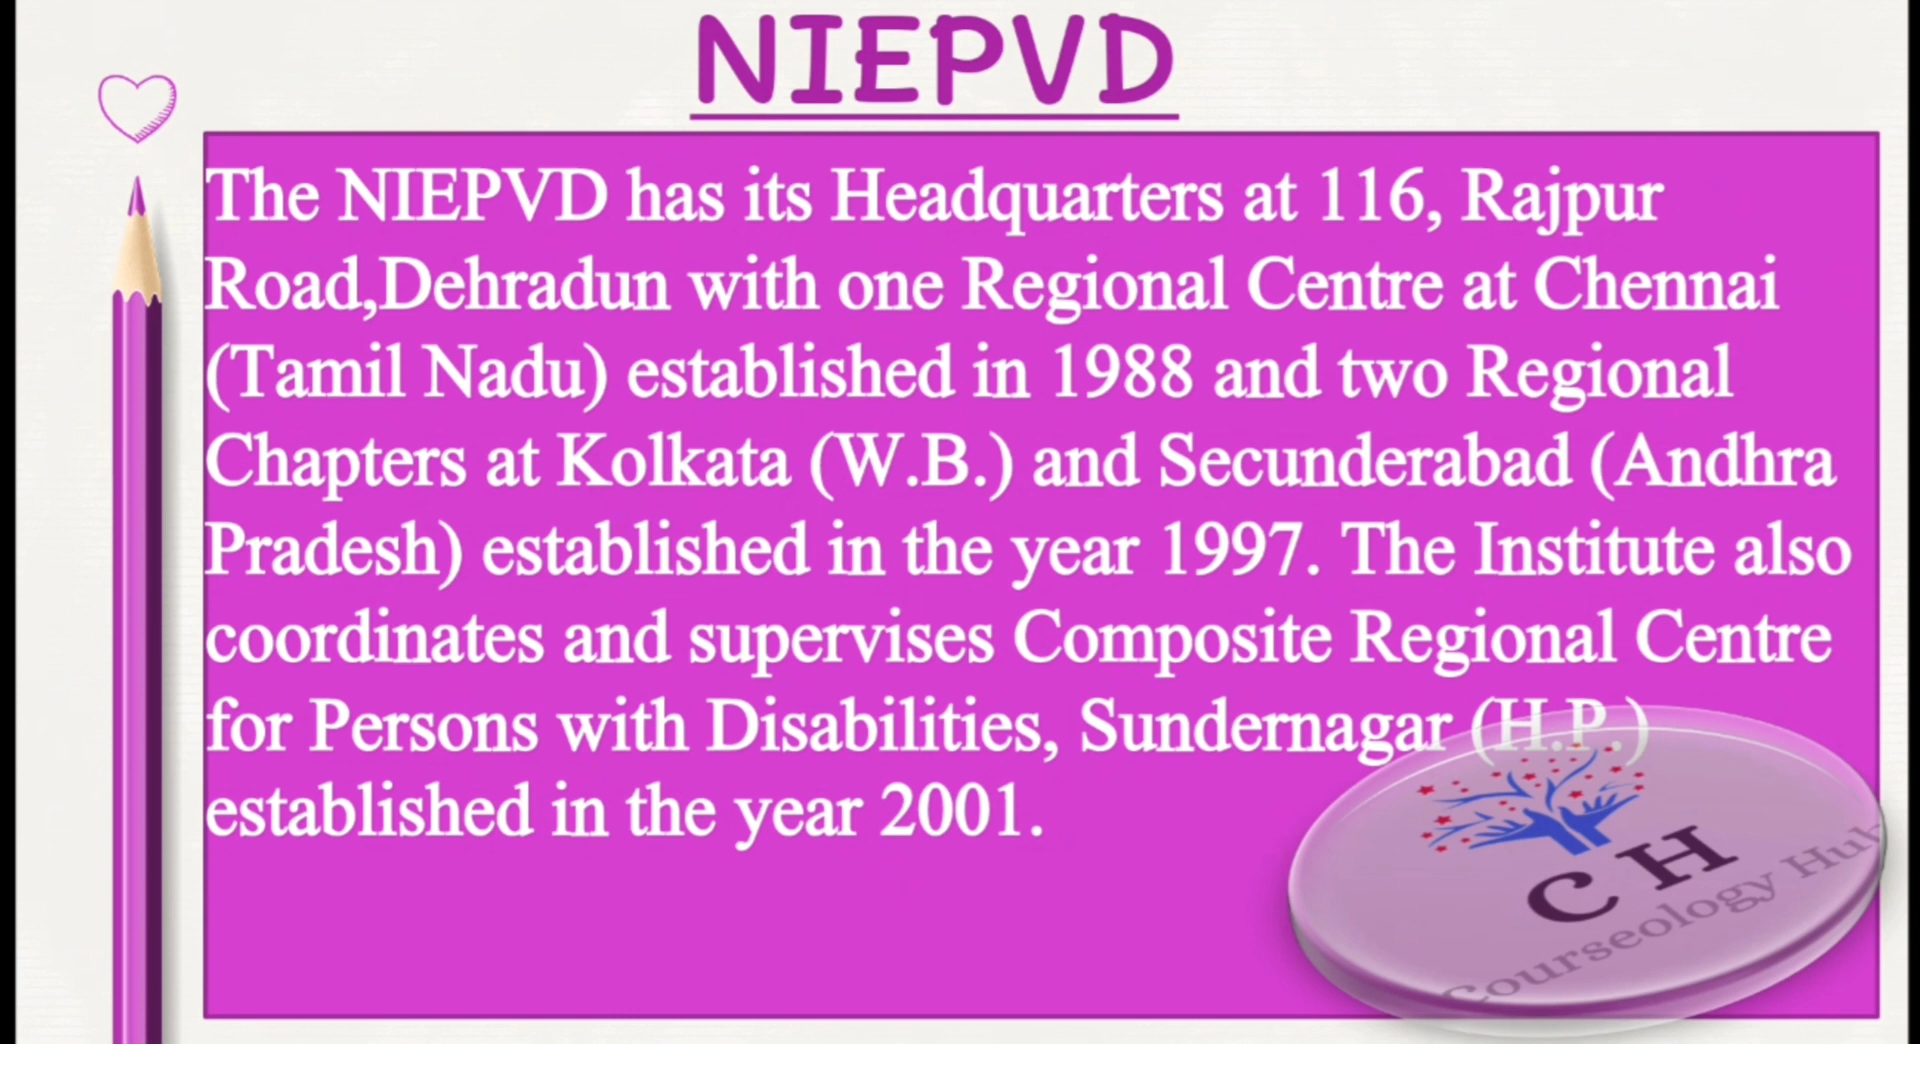 NIEPVD
The NIEPVD has its Headquarters at 116, Rajpur
Road,Dehradun with one Regional Centre at Chennai
(Tamil Nadu) established in 1988 and two Regional
Chapters at Kolkata (W.B.) and Secunderabad (Andhra
Pradesh) established in the year 1997. The Institute also
coordinates and supervises Composite Regional Centre
for Persons with Disabilities, Sundernagar (H.P.)
established in the year 2001.
C H
Courseology Hub